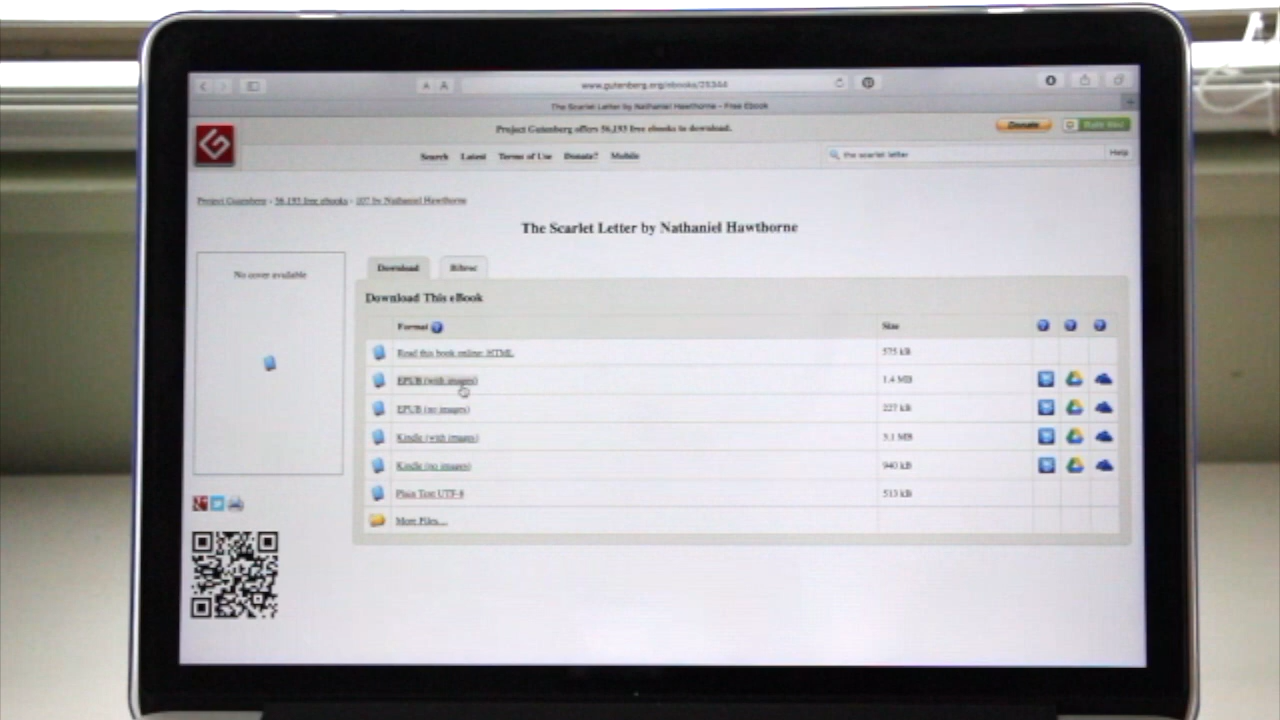 A A www.gutenberg.org/ebooks/25344
The Scarlet Letter by Nathaniel Hawthorne - Free Ebook
Project Gutenberg offers 56,193 free ebooks to download.
Donate
Search Latest Terms of Use Donate? Mobile
the scarlet letter Help
Project Gutenberg - 56,193 free ebooks - 107 by Nathaniel Hawthorne
The Scarlet Letter by Nathaniel Hawthorne
No cover available
Download Bibrec
Download This eBook
Format Size
Read this book online: HTML 575 kB
EPUB (with images) 1.4 MB
EPUB (no images) 227 kB
Kindle (with images) 3.1 MB
Kindle (no images) 940 kB
Plain Text UTF-8 513 kB
More Files...